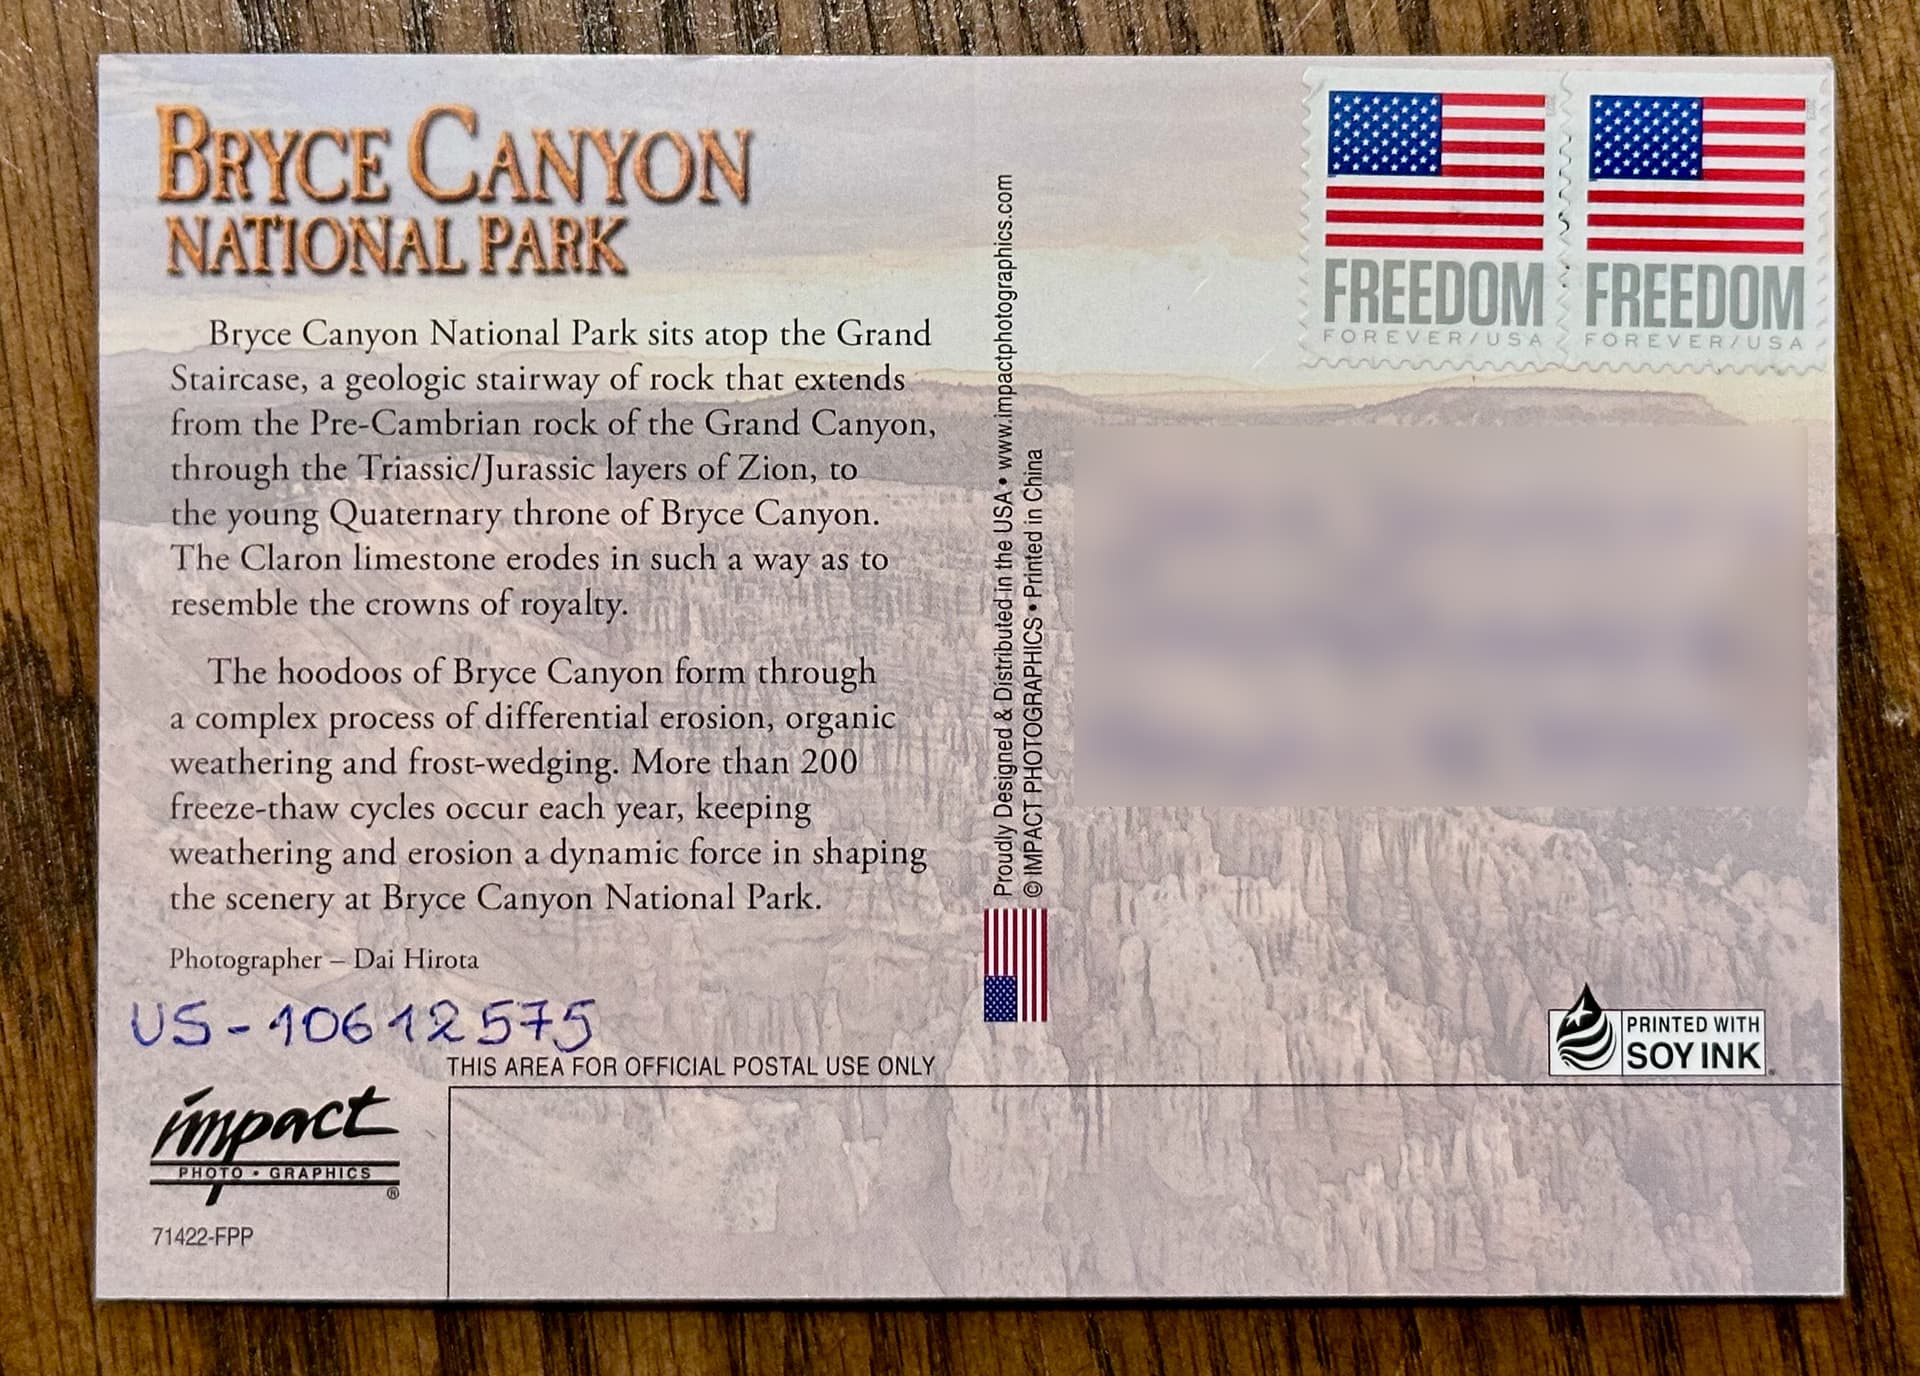 BRYCE CANYON
NATIONAL PARK
Bryce Canyon National Park sits atop the Grand
Staircase, a geologic stairway of rock that extends
from the Pre-Cambrian rock of the Grand Canyon,
through the Triassic/Jurassic layers of Zion, to
the young Quaternary throne of Bryce Canyon.
The Claron limestone erodes in such a way as to
resemble the crowns of royalty.
The hoodoos of Bryce Canyon form through
a complex process of differential erosion, organic
weathering and frost-wedging. More than 200
freeze-thaw cycles occur each year, keeping
weathering and erosion a dynamic force in shaping
the scenery at Bryce Canyon National Park.
Photographer – Dai Hirota
US-10612575
THIS AREA FOR OFFICIAL POSTAL USE ONLY
impact
PHOTO • GRAPHICS
®
71422-FPP
Proudly Designed & Distributed in the USA • www.impactphotographics.com
© IMPACT PHOTOGRAPHICS • Printed in China
FREEDOM
FOREVER/USA
FREEDOM
FOREVER/USA
PRINTED WITH
SOY INK